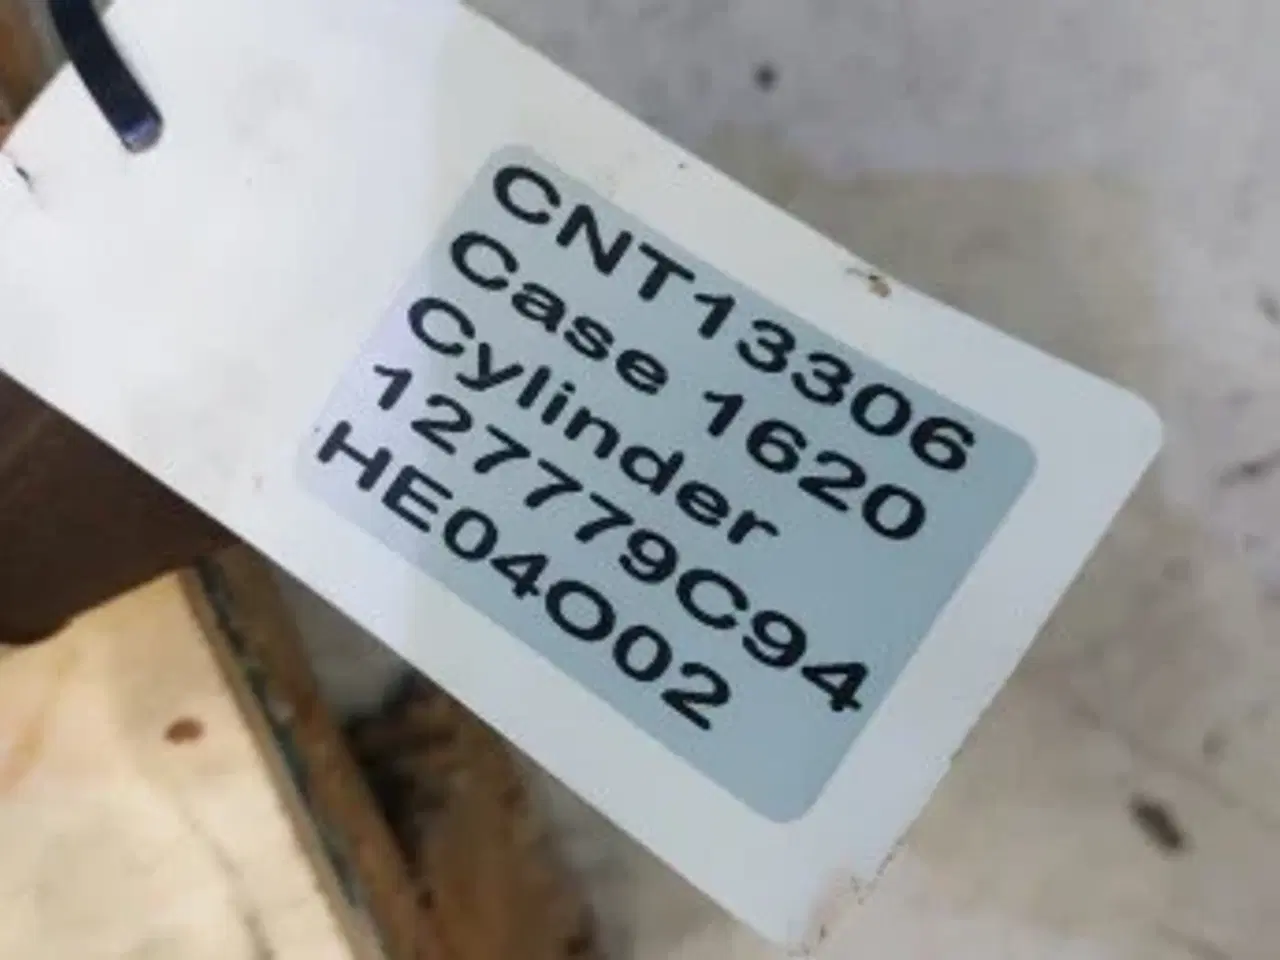 CNT13306
Case 1620
Cylinder
127779C94
HE04O02